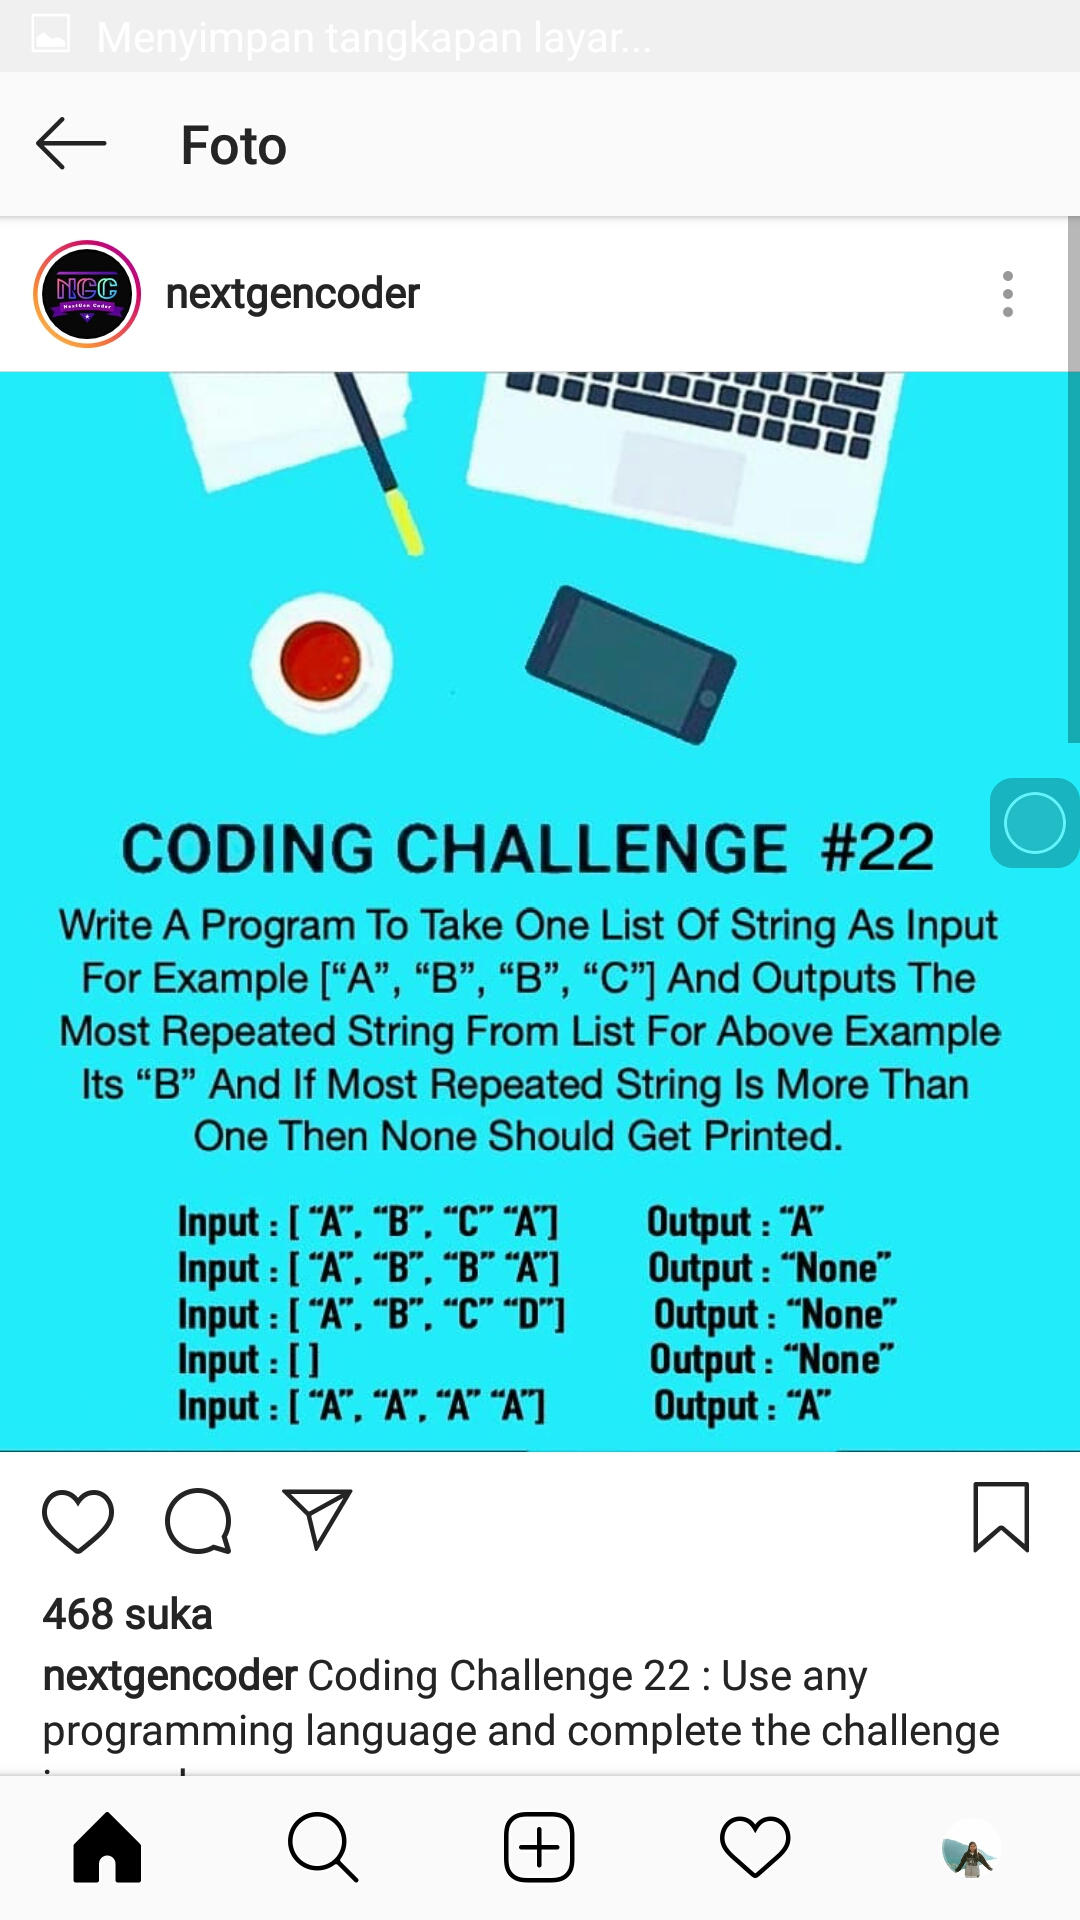 Menyimpan tangkapan layar...
Foto
NGC
NextGen Coder
nextgencoder
CODING CHALLENGE #22
Write A Program To Take One List Of String As Input
For Example [“A”, “B”, “B”, “C”] And Outputs The
Most Repeated String From List For Above Example
Its “B” And If Most Repeated String Is More Than
One Then None Should Get Printed.
Input : [ “A”, “B”, “C” “A”] Output : “A”
Input : [ “A”, “B”, “B” “A”] Output : “None”
Input : [ “A”, “B”, “C” “D”] Output : “None”
Input : [ ] Output : “None”
Input : [ “A”, “A”, “A” “A”] Output : “A”
468 suka
nextgencoder Coding Challenge 22 : Use any
programming language and complete the challenge